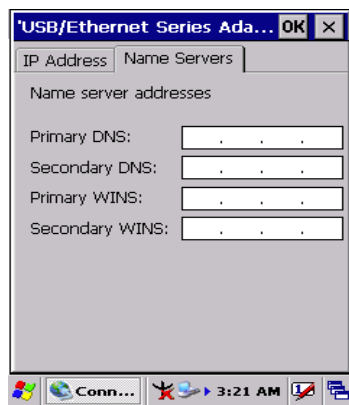 'USB/Ethernet Series Ada... OK ×
IP Address Name Servers
Name server addresses
Primary DNS: . . .
Secondary DNS: . . .
Primary WINS: . . .
Secondary WINS: . . .
Conn... 3:21 AM